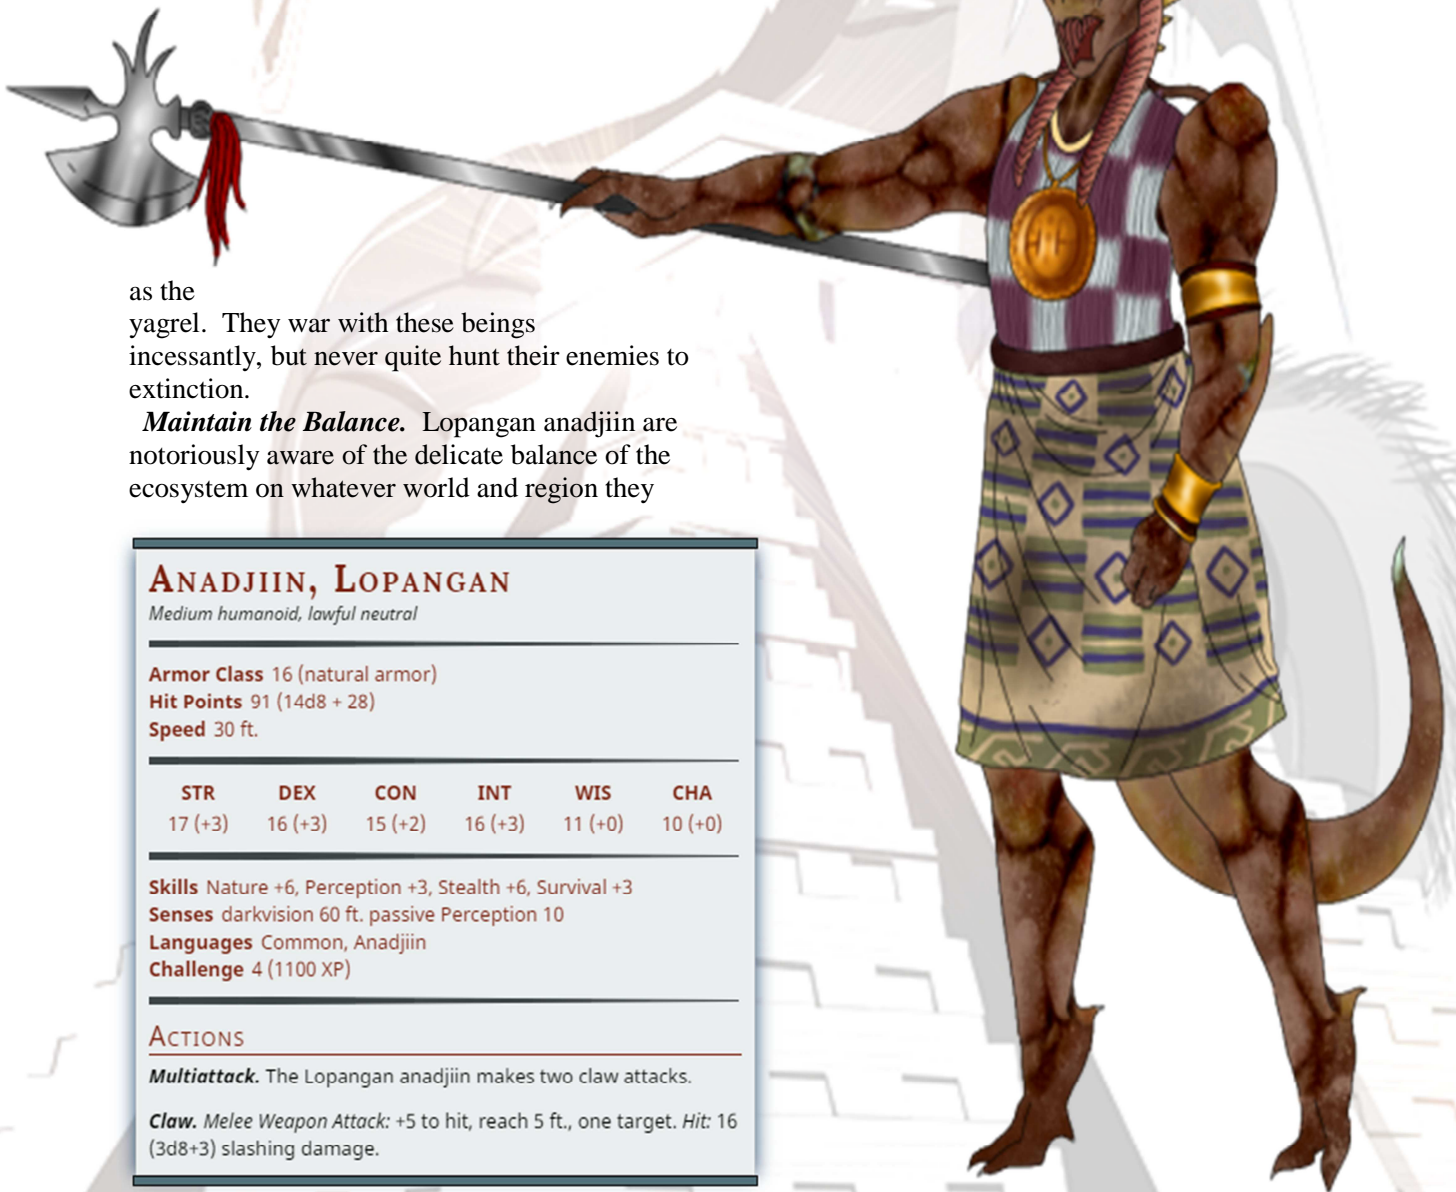 as the
yagrel.  They war with these beings
incessantly, but never quite hunt their enemies to
extinction.
Maintain the Balance.  Lopangan anadjiin are
notoriously aware of the delicate balance of the
ecosystem on whatever world and region they
Anadjiin, Lopangan
Medium humanoid, lawful neutral
Armor Class 16 (natural armor)
Hit Points 91 (14d8 + 28)
Speed 30 ft.
STR DEX CON INT WIS CHA
17 (+3) 16 (+3) 15 (+2) 16 (+3) 11 (+0) 10 (+0)
Skills Nature +6, Perception +3, Stealth +6, Survival +3
Senses darkvision 60 ft. passive Perception 10
Languages Common, Anadjiin
Challenge 4 (1100 XP)
Actions
Multiattack. The Lopangan anadjiin makes two claw attacks.
Claw. Melee Weapon Attack: +5 to hit, reach 5 ft., one target. Hit: 16
(3d8+3) slashing damage.